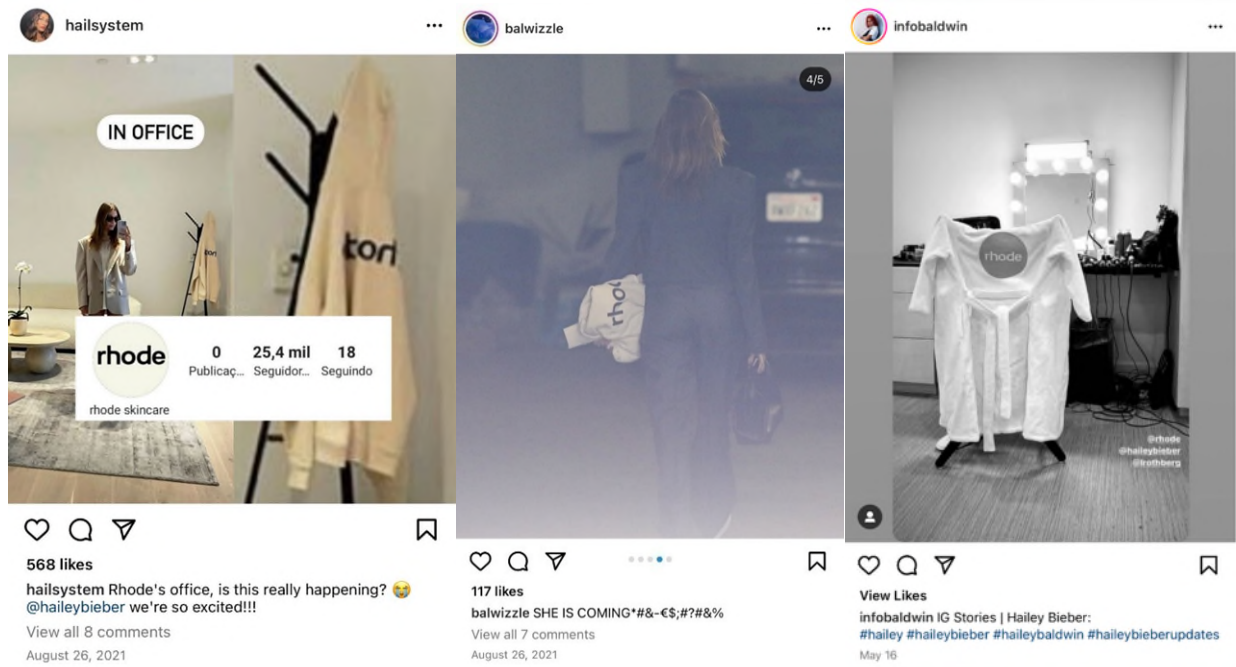 hailsystem
IN OFFICE
tori
rhode
0
25,4 mil
18
Publicaç...
Seguidor...
Seguindo
rhode skincare
568 likes
hailsystem Rhode's office, is this really happening? 😭
@haileybieber we're so excited!!!
View all 8 comments
August 26, 2021
balwizzle
4/5
rho
117 likes
balwizzle SHE IS COMING*#&-€$;#?#&%
View all 7 comments
August 26, 2021
infobaldwin
rhode
@rhode
@haileybieber
@lrothberg
View Likes
infobaldwin IG Stories | Hailey Bieber:
#hailey #haileybieber #haileybaldwin #haileybieberupdates
May 16